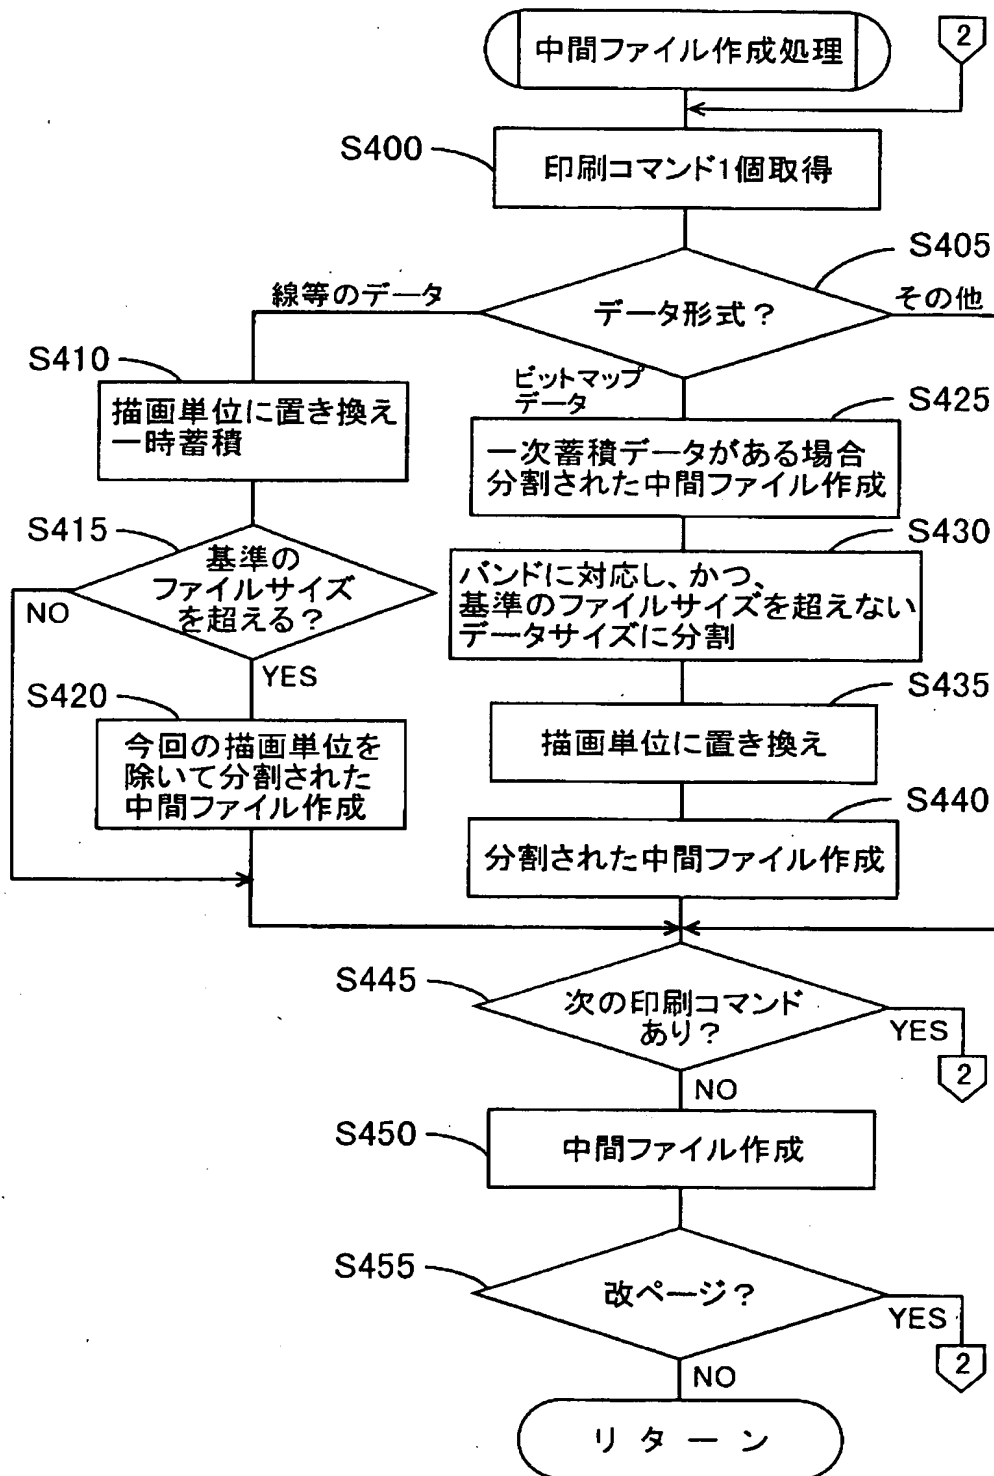 中間ファイル作成処理
2
S400
印刷コマンド1個取得
S405
データ形式？
線等のデータ
その他
ビットマップ
データ
S410
描画単位に置き換え
一時蓄積
S425
一次蓄積データがある場合
分割された中間ファイル作成
S415
基準の
ファイルサイズ
を超える？
NO
YES
S430
バンドに対応し、かつ、
基準のファイルサイズを超えない
データサイズに分割
S420
今回の描画単位を
除いて分割された
中間ファイル作成
S435
描画単位に置き換え
S440
分割された中間ファイル作成
S445
次の印刷コマンド
あり？
YES
2
NO
S450
中間ファイル作成
S455
改ページ？
YES
2
NO
リターン